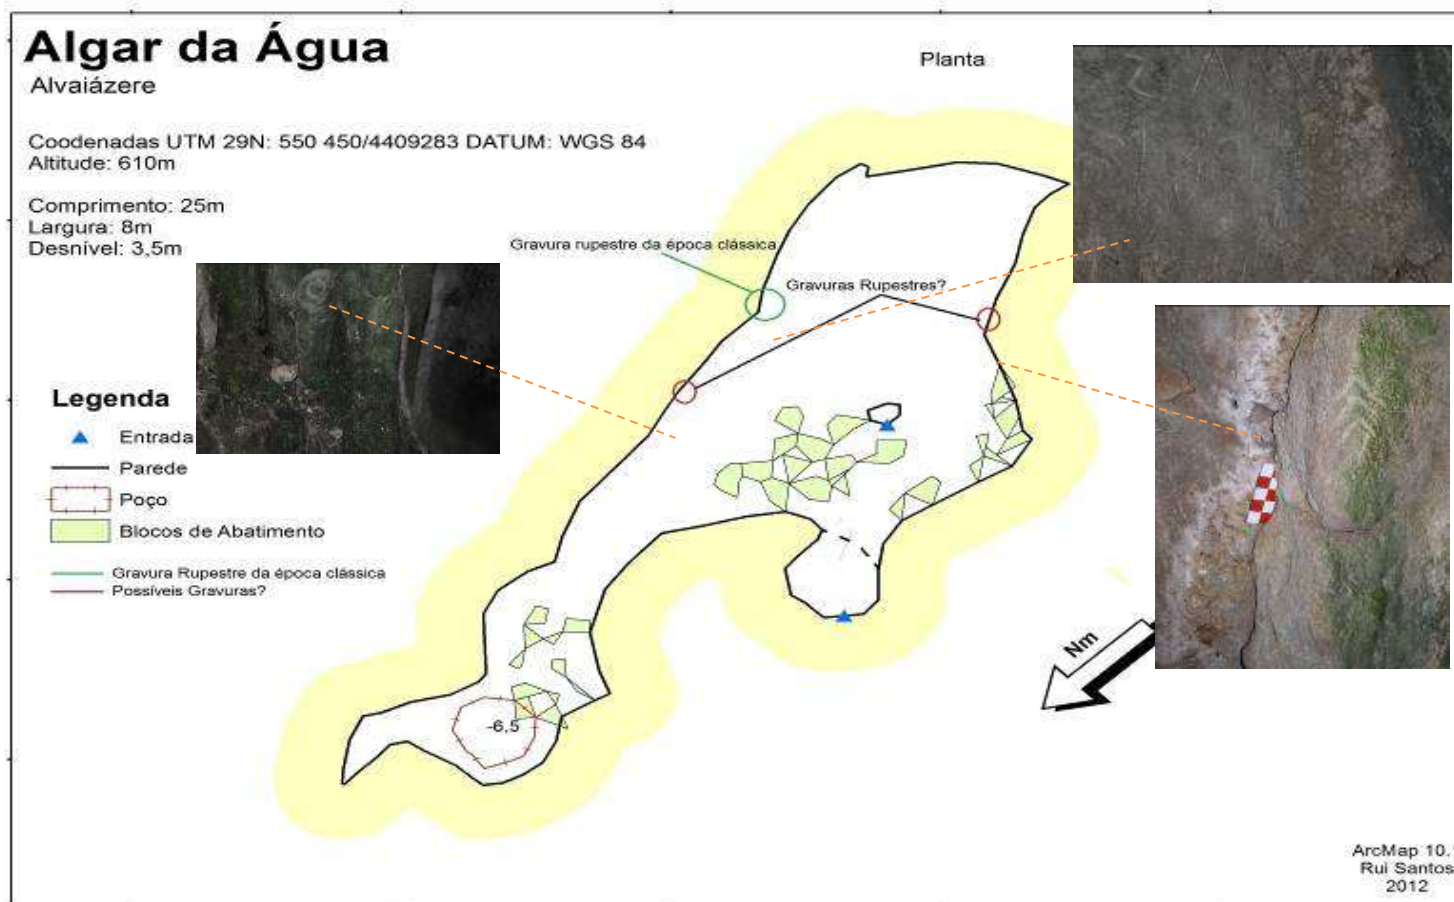 Algar da Água
Alvaiázere
Planta
Coodenadas UTM 29N: 550 450/4409283 DATUM: WGS 84
Altitude: 610m
Comprimento: 25m
Largura: 8m
Desnível: 3,5m
Gravura rupestre da época clássica
Gravuras Rupestres?
Legenda
Entrada
Parede
Poço
Blocos de Abatimento
Gravura Rupestre da época clássica
Possíveis Gravuras?
-6,5
Nm
ArcMap 10.
Rui Santos
2012